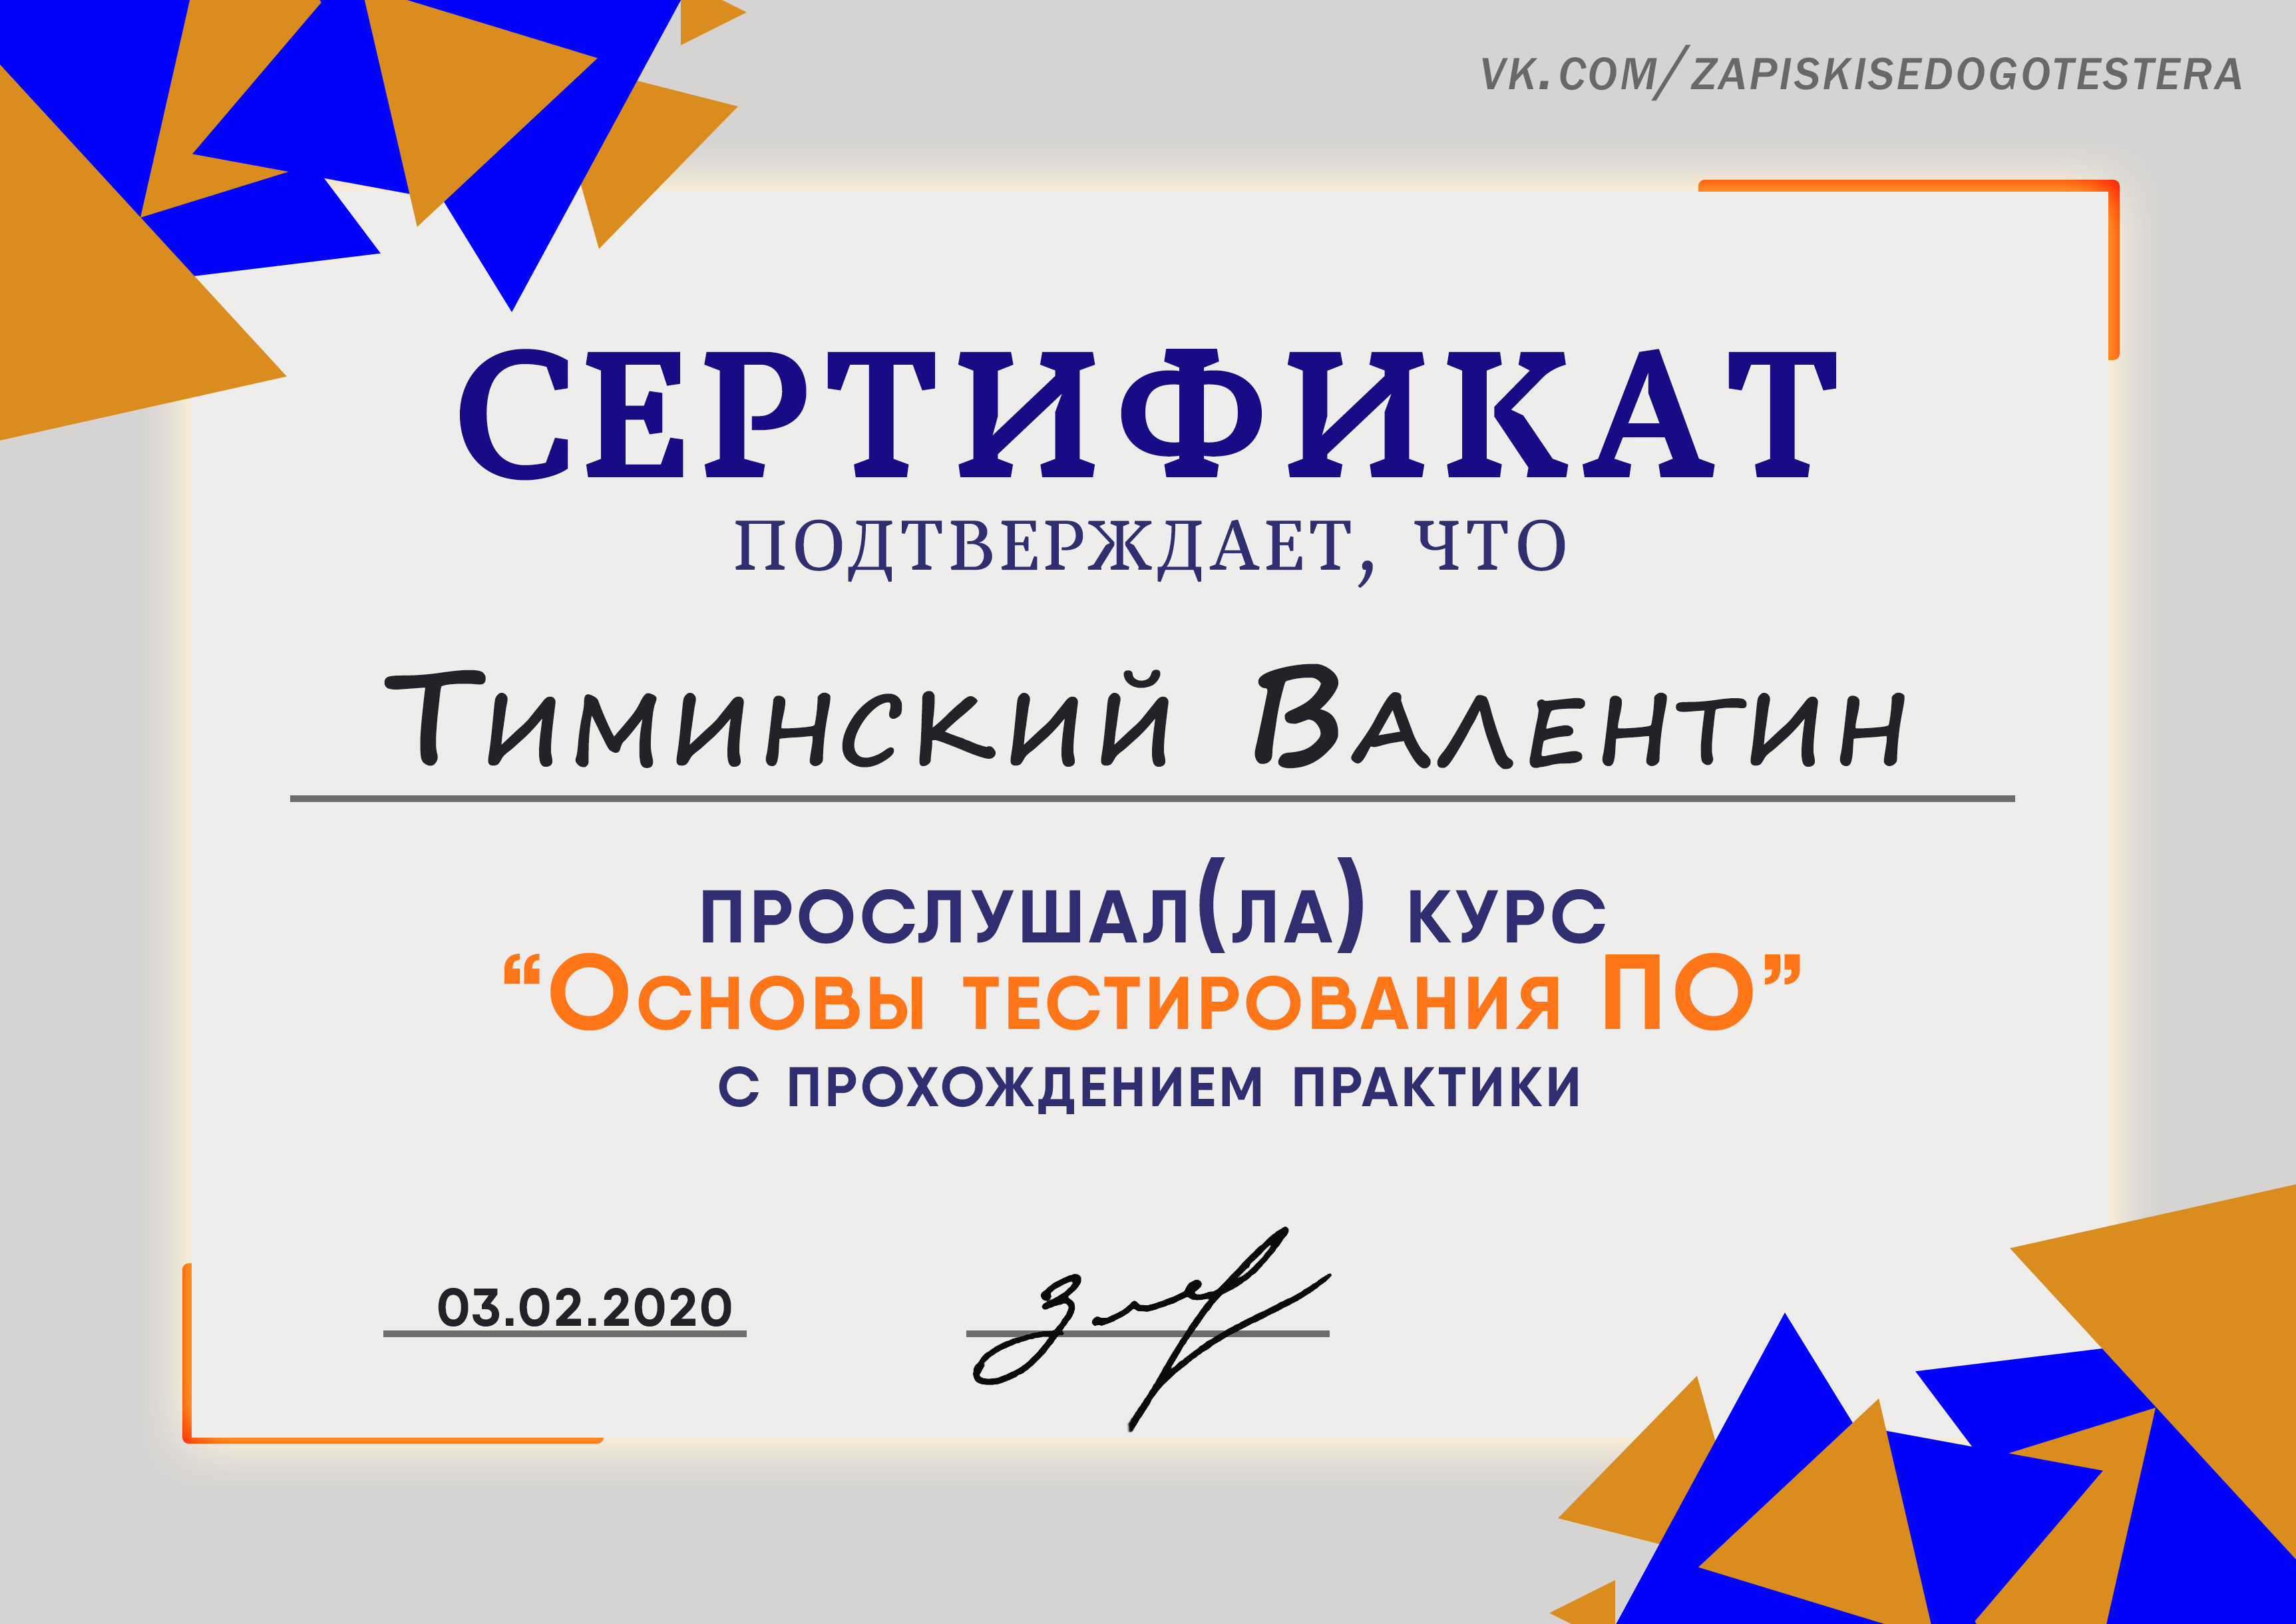 VK.COM/ZAPISKISEDOGOTESTERA
СЕРТИФИКАТ
ПОДТВЕРЖДАЕТ, ЧТО
Тиминский Валентин
прослушал(ла) курс
“Основы тестирования ПО”
с прохождением практики
03.02.2020